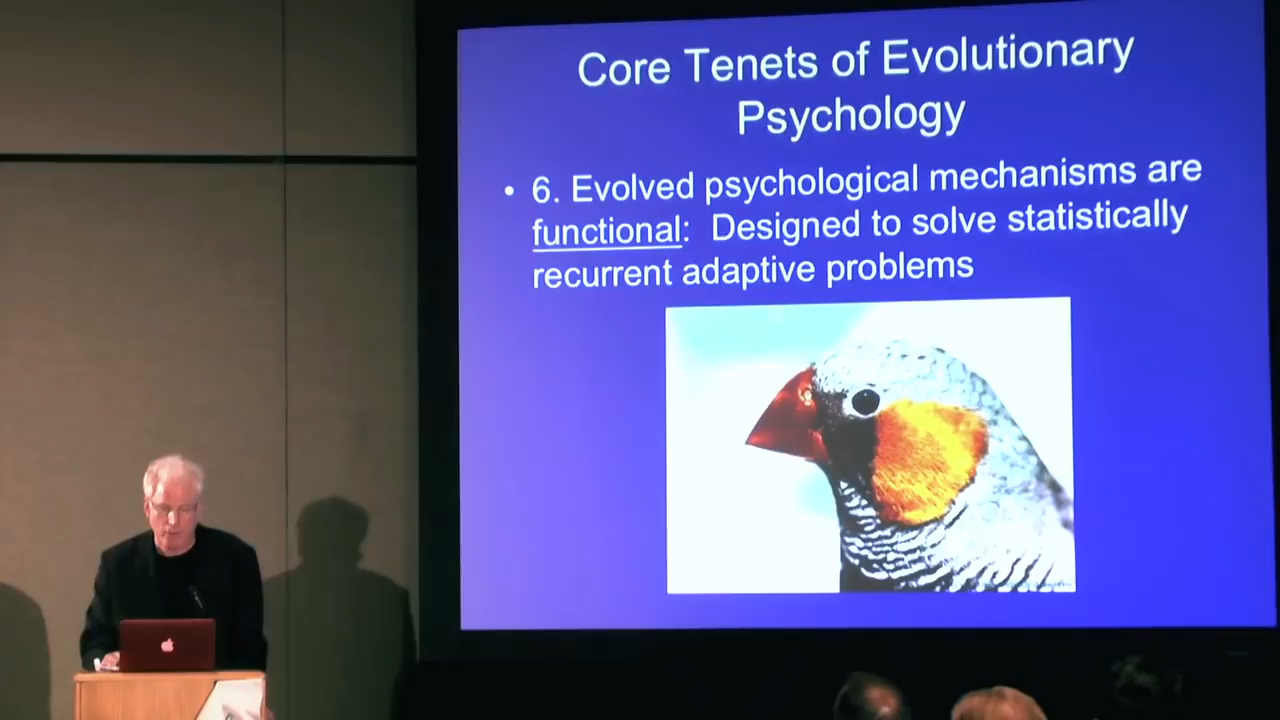 Core Tenets of Evolutionary
Psychology
• 6. Evolved psychological mechanisms are
functional: Designed to solve statistically
recurrent adaptive problems